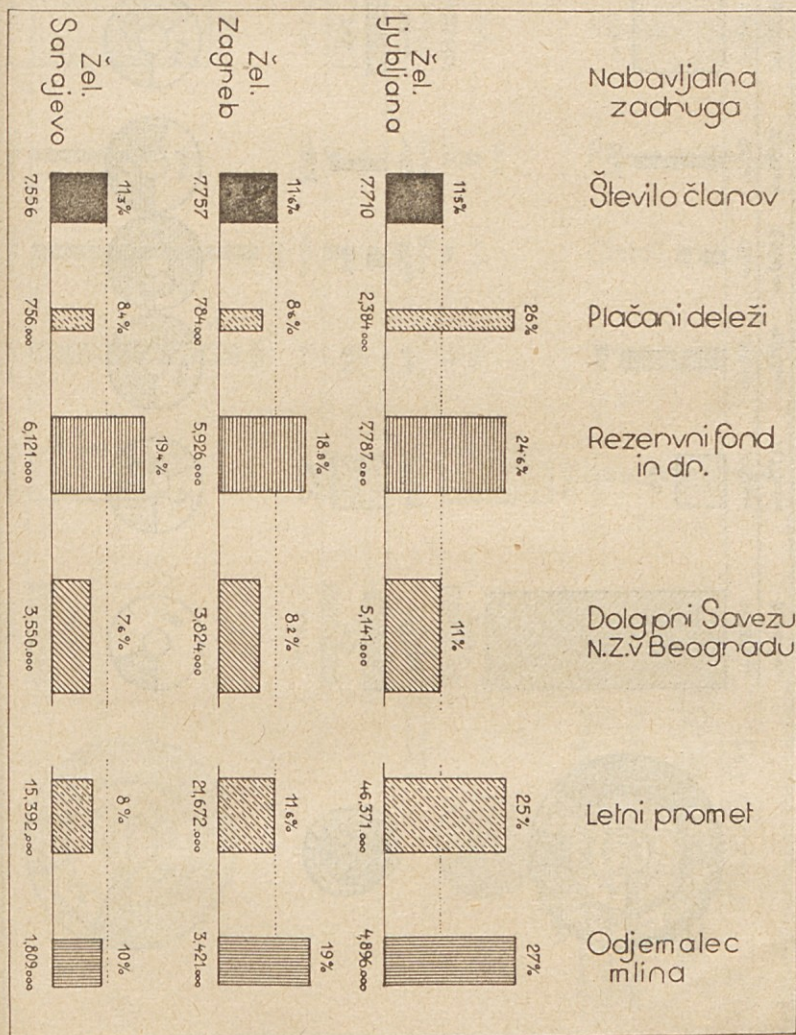 Nabavljalna
zadruga
Žel.
Ljubljana
Žel.
Zagreb
Žel.
Sarajevo
Število članov
11.5%
7.710
11.6%
7.757
11.3%
7.556
Plačani deleži
26%
2,384.000
8.6%
784.000
8.4%
756.000
Rezervni fond
in dr.
24.6%
7,787.000
18.8%
5,926.000
19.4%
6,121.000
Dolg pri Savezu
N.Z. v Beogradu
11%
5,141.000
8.2%
3,824.000
7.6%
3,550.000
Letni promet
25%
46,371.000
11.6%
21,672.000
8%
15,392.000
Odjemalec
mlina
27%
4,896.000
19%
3.421.000
10%
1,809.000